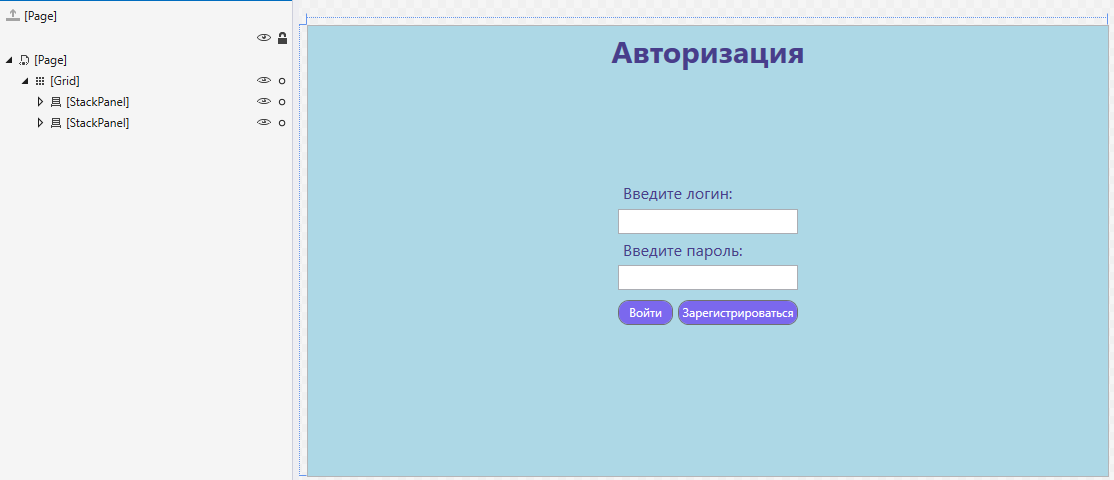 [Page]
[Page]
[Grid]
[StackPanel]
[StackPanel]
Авторизация
Введите логин:
Введите пароль:
Войти Зарегистрироваться